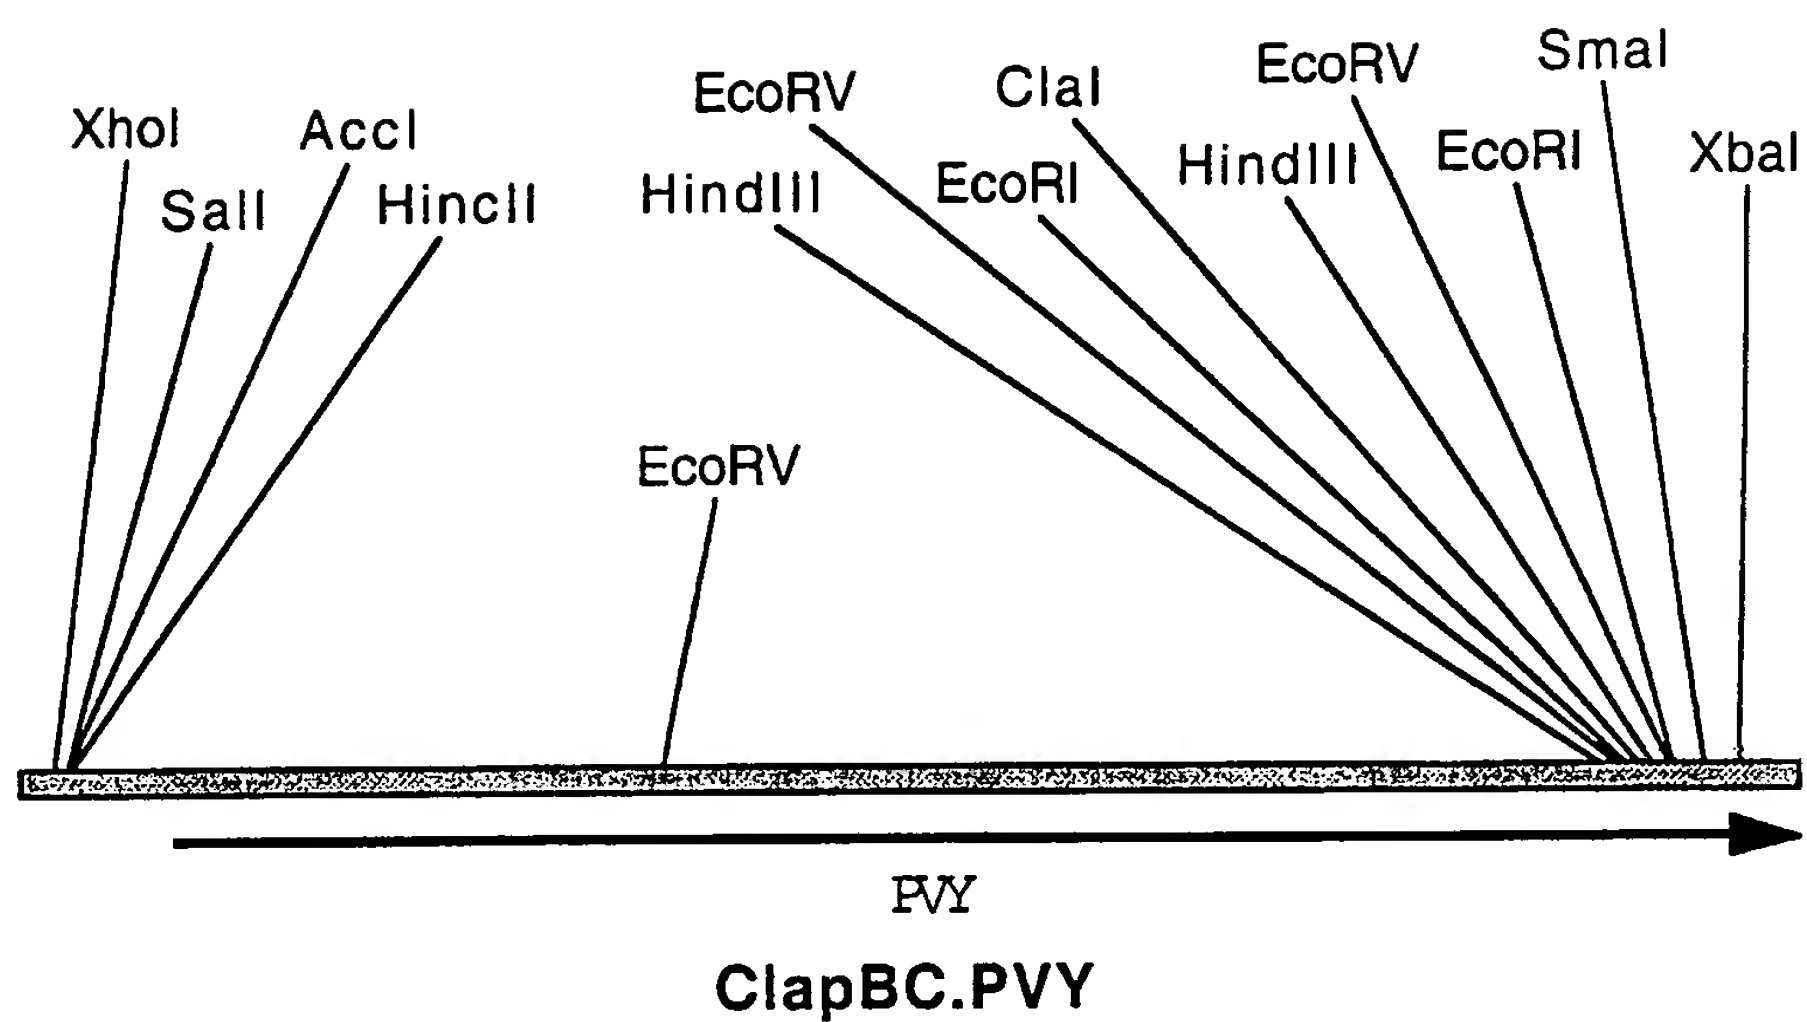 XhoI
SalI
AccI
HincII
EcoRV
HindIII
ClaI
EcoRI
EcoRV
HindIII
SmaI
EcoRI
XbaI
EcoRV
PVY
ClapBC.PVY